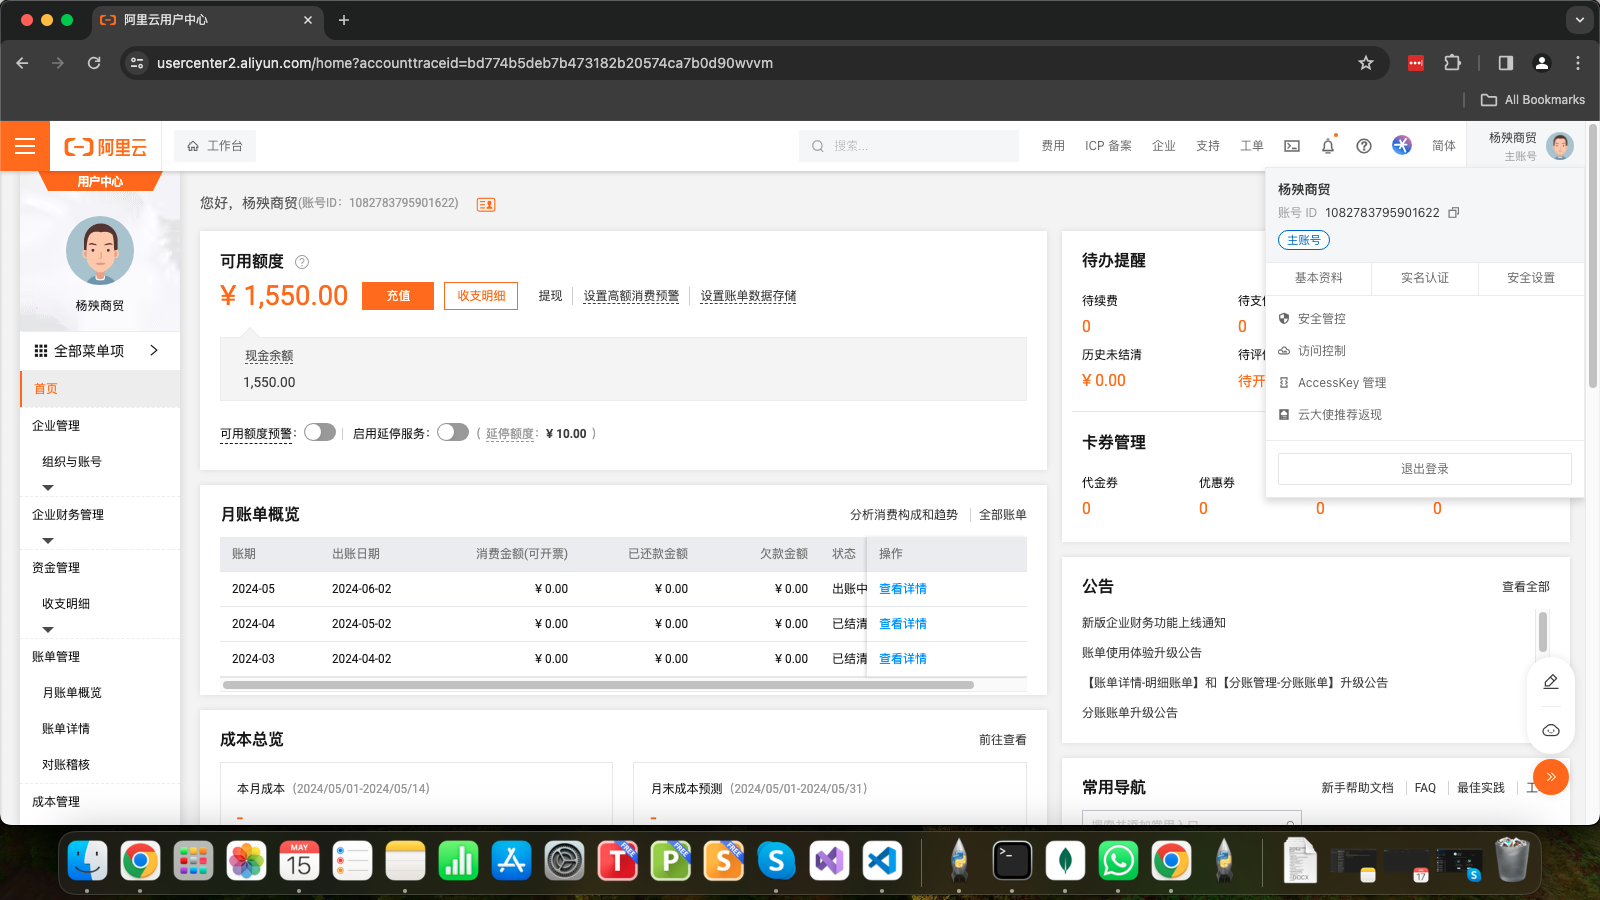 阿里云用户中心
usercenter2.aliyun.com/home?accounttraceid=bd774b5deb7b473182b20574ca7b0d90wvvm
All Bookmarks
阿里云
工作台
搜索...
费用
ICP 备案
企业
支持
工单
简体
杨殃商贸
主账号
用户中心
杨殃商贸
全部菜单项
首页
企业管理
组织与账号
企业财务管理
资金管理
收支明细
账单管理
月账单概览
账单详情
对账稽核
成本管理
您好，杨殃商贸(账号ID：1082783795901622)
可用额度
¥ 1,550.00
充值
收支明细
提现
设置高额消费预警
设置账单数据存储
现金余额
1,550.00
可用额度预警：
启用延停服务：
( 延停额度： ¥ 10.00 )
月账单概览
分析消费构成和趋势
全部账单
账期 出账日期 消费金额(可开票) 已还款金额 欠款金额 状态 操作
2024-05 2024-06-02 ¥ 0.00 ¥ 0.00 ¥ 0.00 出账中 查看详情
2024-04 2024-05-02 ¥ 0.00 ¥ 0.00 ¥ 0.00 已结清 查看详情
2024-03 2024-04-02 ¥ 0.00 ¥ 0.00 ¥ 0.00 已结清 查看详情
成本总览
前往查看
本月成本 (2024/05/01-2024/05/14)
-
月末成本预测 (2024/05/01-2024/05/31)
-
待办提醒
待续费
0
待支
0
历史未结清
¥ 0.00
待评
待开
卡券管理
代金券
0
优惠券
0
0
0
杨殃商贸
账号 ID 1082783795901622
主账号
基本资料
实名认证
安全设置
安全管控
访问控制
AccessKey 管理
云大使推荐返现
退出登录
公告
查看全部
新版企业财务功能上线通知
账单使用体验升级公告
【账单详情-明细账单】和【分账管理-分账账单】升级公告
分账账单升级公告
常用导航
新手帮助文档
FAQ
最佳实践
工
MAY
15
T
FREE
P
FREE
S
FREE
S
DOCX
17
S